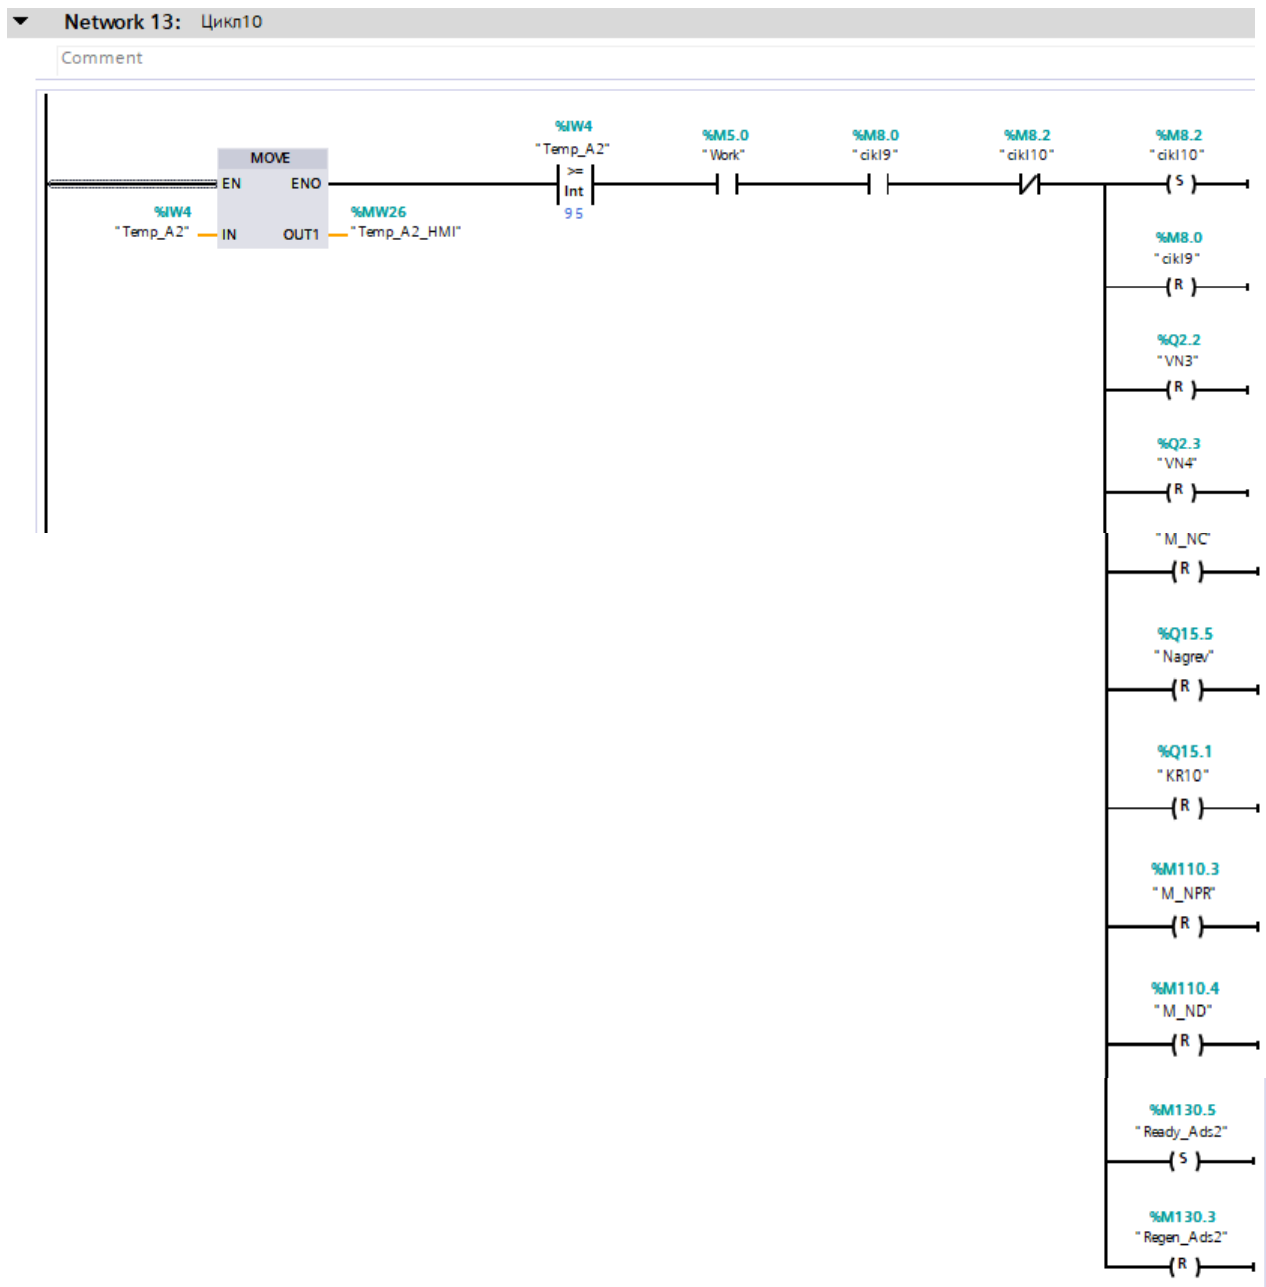 Network 13: Цикл10
Comment
MOVE
EN ENO
%IW4
"Temp_A2"
IN OUT1
%MW26
"Temp_A2_HMI"
%IW4
"Temp_A2"
>=
Int
95
%M5.0
"Work"
%M8.0
"cikl9"
%M8.2
"cikl10"
%M8.2
"cikl10"
S
%M8.0
"cikl9"
R
%Q2.2
"VN3"
R
%Q2.3
"VN4"
R
"M_NC"
R
%Q15.5
"Nagrev"
R
%Q15.1
"KR10"
R
%M110.3
"M_NPR"
R
%M110.4
"M_ND"
R
%M130.5
"Ready_Ads2"
S
%M130.3
"Regen_Ads2"
R